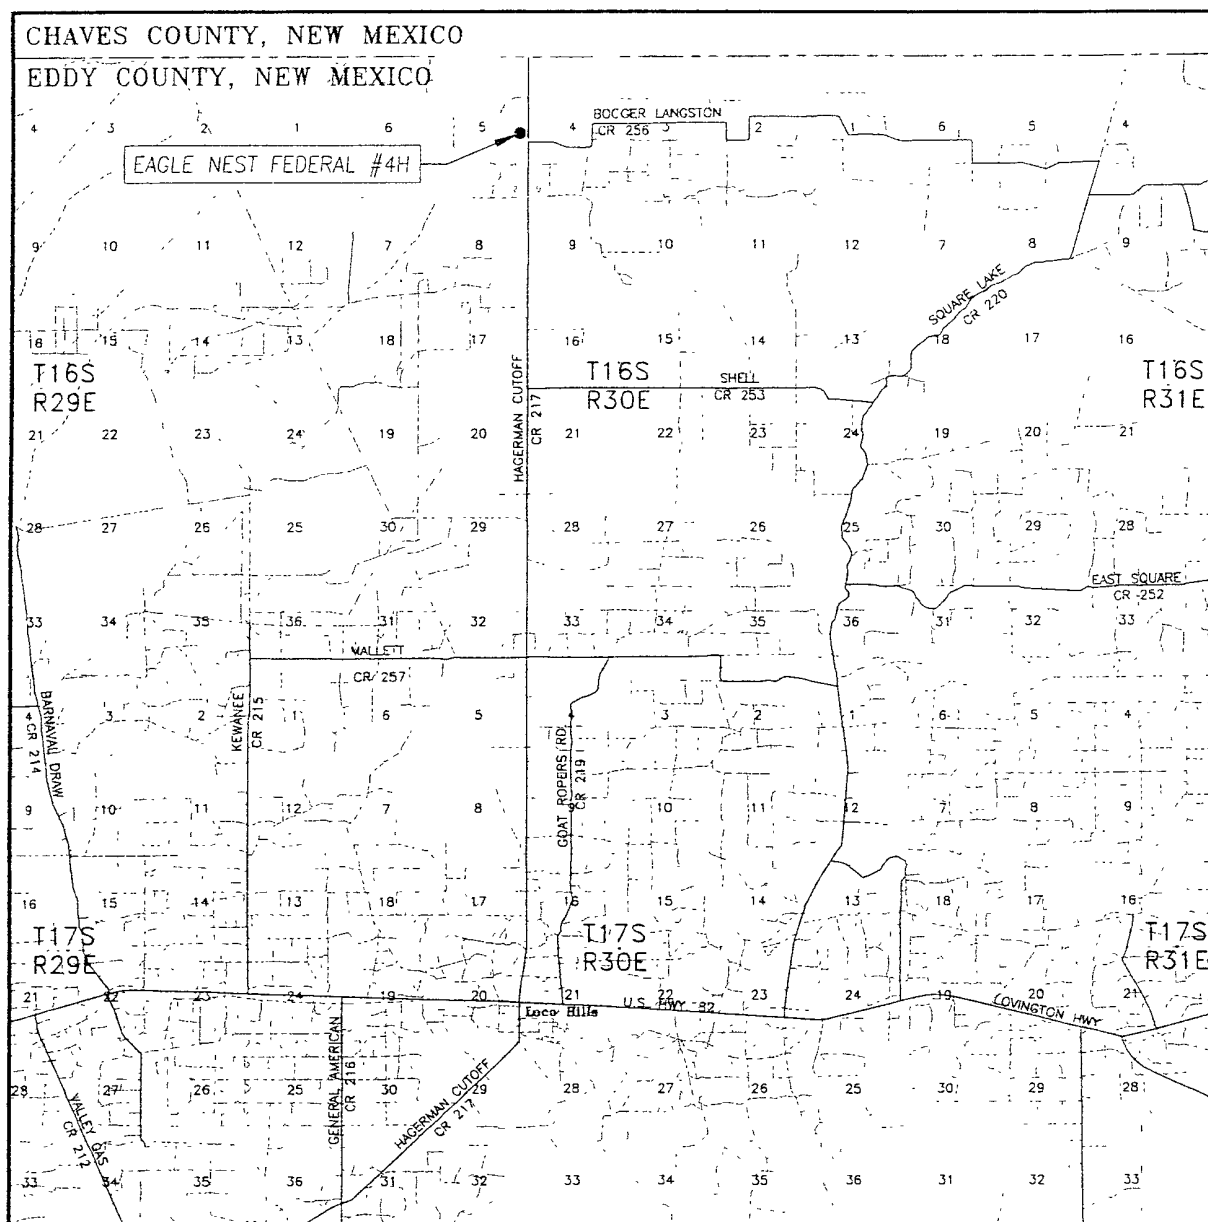 CHAVES COUNTY, NEW MEXICO
EDDY COUNTY, NEW MEXICO
BOGGER LANGSTON
4 3 2 1 6 5 4 3 2 1 6 5 4
CR 256
EAGLE NEST FEDERAL #4H
9 10 11 12 7 8 9 10 11 12 7 8 9
SQUARE LAKE
CR 220
16 15 14 13 18 17 16 15 14 13 18 17 16
T16S T16S T16S
R29E R30E R31E
SHELL
CR 253
HAGERMAN CUTOFF
CR 217
21 22 23 24 19 20 21 22 23 24 19 20 21
28 27 26 25 30 29 28 27 26 25 30 29 28
EAST SQUARE
CR 252
33 34 35 36 31 32 33 34 35 36 31 32 33
MALLETT
CR 257
KEWANEE
CR 215
BARNAVAL DRAW
CR 214
4 3 2 1 6 5 4 3 2 1 6 5 4
GOAT ROPERS RD
CR 219
9 10 11 12 7 8 9 10 11 12 7 8 9
16 15 14 13 18 17 16 15 14 13 18 17 16
T17S T17S T17S
R29E R30E R31E
21 22 23 24 19 20 21 22 23 24 19 20 21
U.S. HWY 82
LOVINGTON HWY
Loco Hills
GENERAL AMERICAN
CR 216
HAGERMAN CUTOFF
CR 217
28 27 26 25 30 29 28 27 26 25 30 29 28
VALLEY GAS
CR 212
33 34 35 36 31 32 33 34 35 36 31 32 33